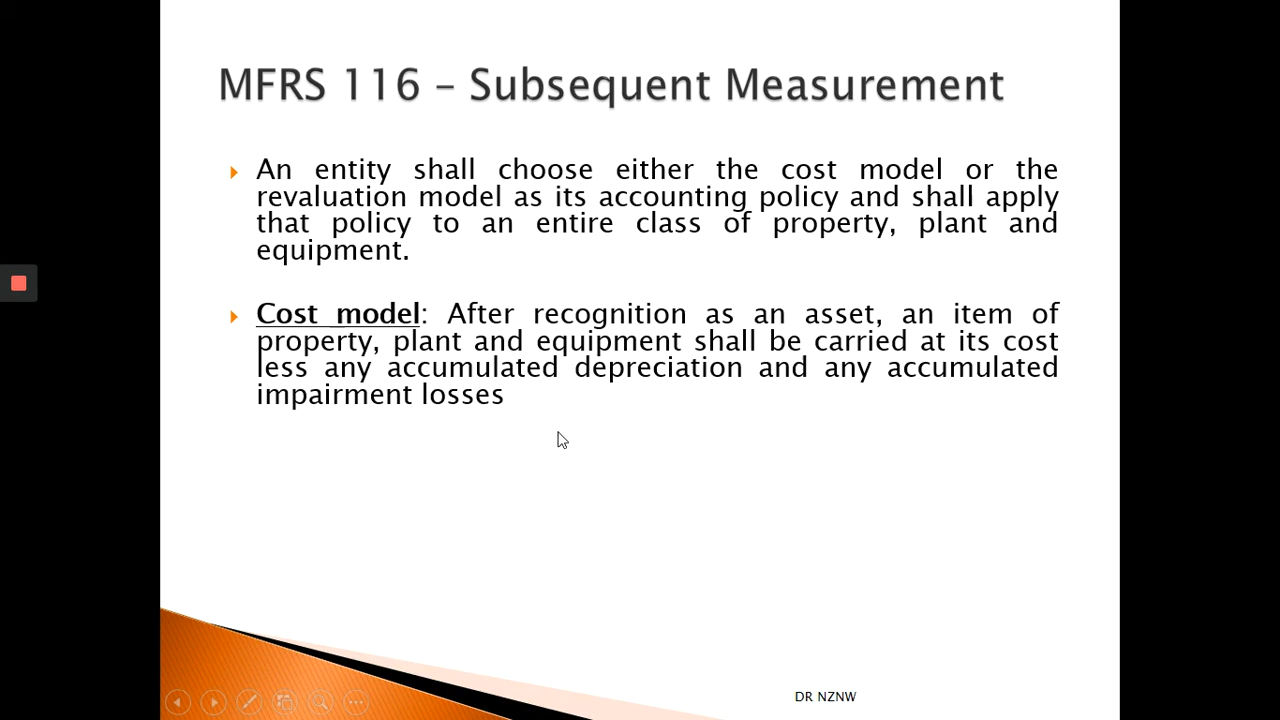 MFRS 116 – Subsequent Measurement
An entity shall choose either the cost model or the
revaluation model as its accounting policy and shall apply
that policy to an entire class of property, plant and
equipment.
Cost model: After recognition as an asset, an item of
property, plant and equipment shall be carried at its cost
less any accumulated depreciation and any accumulated
impairment losses
DR NZNW